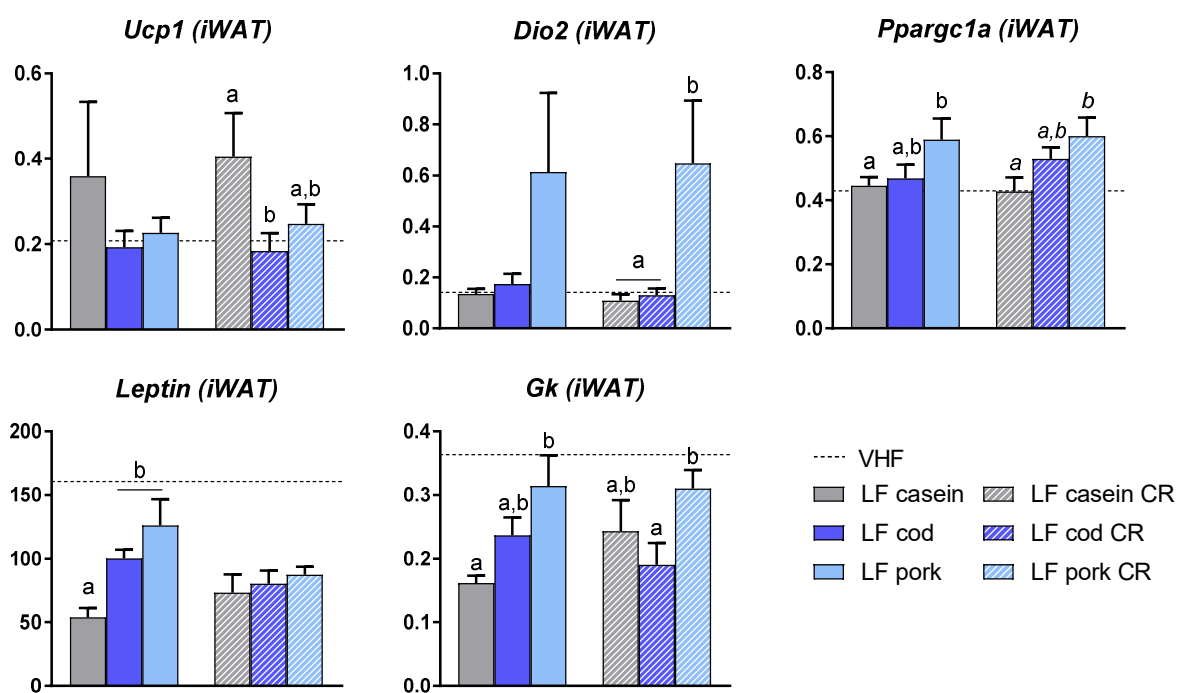 Ucp1 (iWAT)
0.6
0.4
0.2
0.0
a
b
a,b
Dio2 (iWAT)
1.0
0.8
0.6
0.4
0.2
0.0
a
b
Ppargc1a (iWAT)
0.8
0.6
0.4
0.2
0.0
a
a,b
b
a
a,b
b
Leptin (iWAT)
200
150
100
50
0
a
b
Gk (iWAT)
0.4
0.3
0.2
0.1
0.0
a
a,b
b
a,b
a
b
VHF
LF casein LF casein CR
LF cod LF cod CR
LF pork LF pork CR